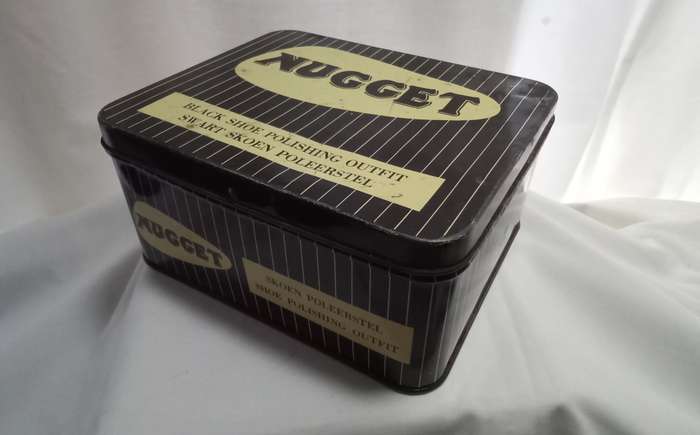 NUGGET
BLACK SHOE POLISHING OUTFIT
SWART SKOEN POLEERSTEL
NUGGET
SKOEN POLEERSTEL
SHOE POLISHING OUTFIT